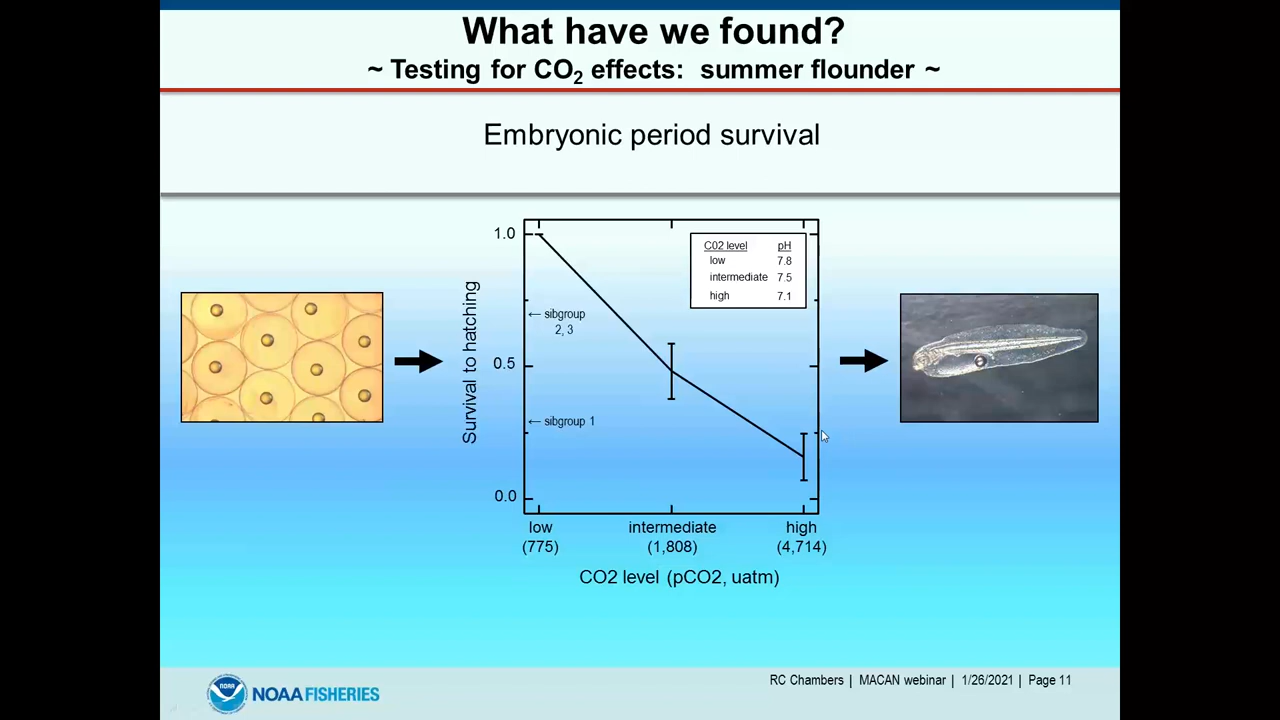 What have we found?
~ Testing for CO2 effects: summer flounder ~
Embryonic period survival
1.0
0.5
0.0
Survival to hatching
← sibgroup
2, 3
← sibgroup 1
C02 level pH
low 7.8
intermediate 7.5
high 7.1
low intermediate high
(775) (1,808) (4,714)
CO2 level (pCO2, uatm)
NOAA
NOAA FISHERIES
RC Chambers | MACAN webinar | 1/26/2021 | Page 11